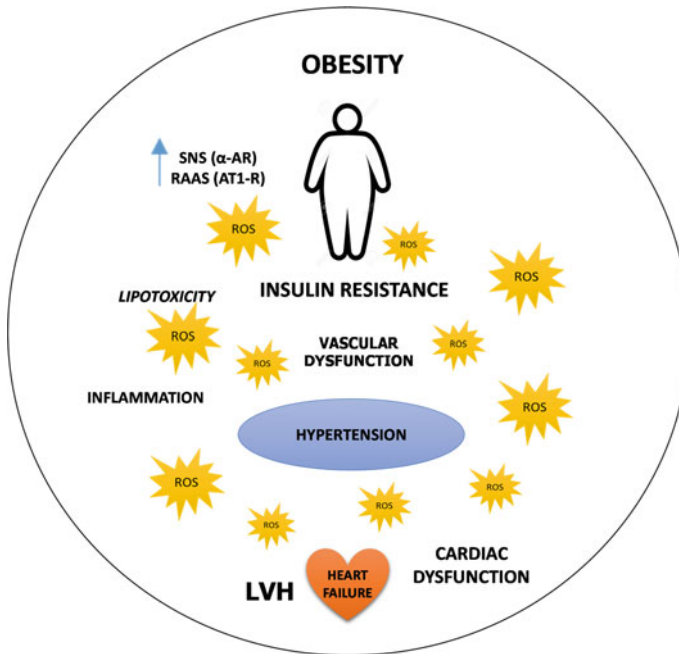 OBESITY
SNS (α-AR)
RAAS (AT1-R)
ROS
ROS
INSULIN RESISTANCE
ROS
LIPOTOXICITY
ROS
VASCULAR
DYSFUNCTION
ROS
ROS
INFLAMMATION
ROS
HYPERTENSION
ROS
ROS
ROS
ROS
CARDIAC
DYSFUNCTION
LVH
HEART
FAILURE